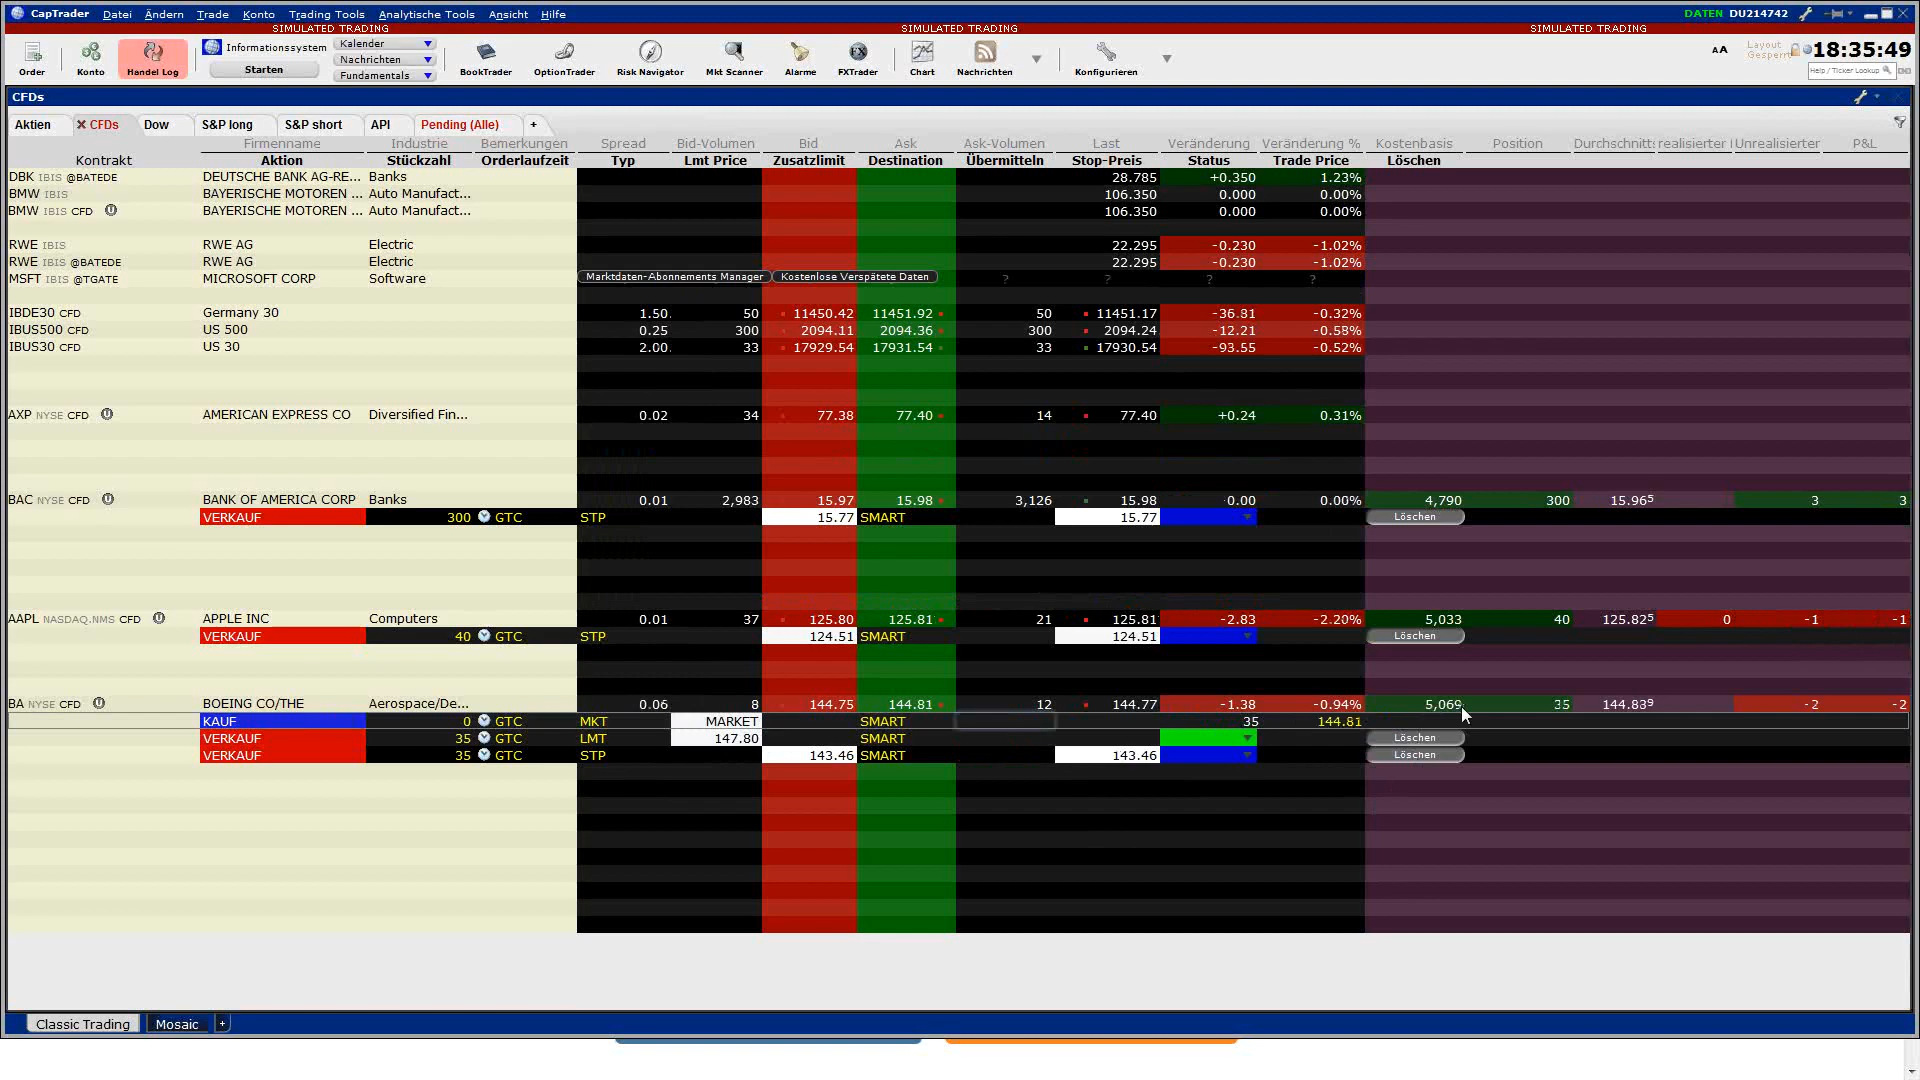 CapTrader Datei Ändern Trade Konto Trading Tools Analytische Tools Ansicht Hilfe DATEN DU214742
SIMULATED TRADING SIMULATED TRADING SIMULATED TRADING
Order Konto Handel Log Informationssystem Starten Kalender Nachrichten Fundamentals BookTrader OptionTrader Risk Navigator Mkt Scanner Alarme FXTrader Chart Nachrichten Konfigurieren AA Layout Gesperrt 18:35:49
Help / Ticker Lookup
CFDs
Aktien CFDs Dow S&P long S&P short API Pending (Alle) +
Firmenname Industrie Bemerkungen Spread Bid-Volumen Bid Ask Ask-Volumen Last Veränderung Veränderung % Kostenbasis Position Durchschnitts Unrealisierter P&L
Kontrakt Aktion Stückzahl Orderlaufzeit Typ Lmt Price Zusatzlimit Destination Übermitteln Stop-Preis Status Trade Price Löschen
DBK IBIS @BATEDE DEUTSCHE BANK AG-RE... Banks 28.785 +0.350 1.23%
BMW IBIS BAYERISCHE MOTOREN ... Auto Manufact... 106.350 0.000 0.00%
BMW IBIS CFD BAYERISCHE MOTOREN ... Auto Manufact... 106.350 0.000 0.00%
RWE IBIS RWE AG Electric 22.295 -0.230 -1.02%
RWE IBIS @BATEDE RWE AG Electric 22.295 -0.230 -1.02%
MSFT IBIS @TGATE MICROSOFT CORP Software Marktdaten-Abonnements Manager Kostenlose Verspätete Daten ? ? ? ?
IBDE30 CFD Germany 30 1.50 50 11450.42 11451.92 50 11451.17 -36.81 -0.32%
IBUS500 CFD US 500 0.25 300 2094.11 2094.36 300 2094.24 -12.21 -0.58%
IBUS30 CFD US 30 2.00 33 17929.54 17931.54 33 17930.54 -93.55 -0.52%
AXP NYSE CFD AMERICAN EXPRESS CO Diversified Fin... 0.02 34 77.38 77.40 14 77.40 +0.24 0.31%
BAC NYSE CFD BANK OF AMERICA CORP Banks 0.01 2,983 15.97 15.98 3,126 15.98 -0.00 0.00% 4,790 300 15.965 3 3
VERKAUF 300 GTC STP 15.77 SMART 15.77 Löschen
AAPL NASDAQ.NMS CFD APPLE INC Computers 0.01 37 125.80 125.81 21 125.81 -2.83 -2.20% 5,033 40 125.825 0 -1 -1
VERKAUF 40 GTC STP 124.51 SMART 124.51 Löschen
BA NYSE CFD BOEING CO/THE Aerospace/De... 0.06 8 144.75 144.81 12 144.77 -1.38 -0.94% 5,069 35 144.839 -2 -2
KAUF 0 GTC MKT MARKET SMART 35 144.81
VERKAUF 35 GTC LMT 147.80 SMART Löschen
VERKAUF 35 GTC STP 143.46 SMART 143.46 Löschen
Classic Trading Mosaic +